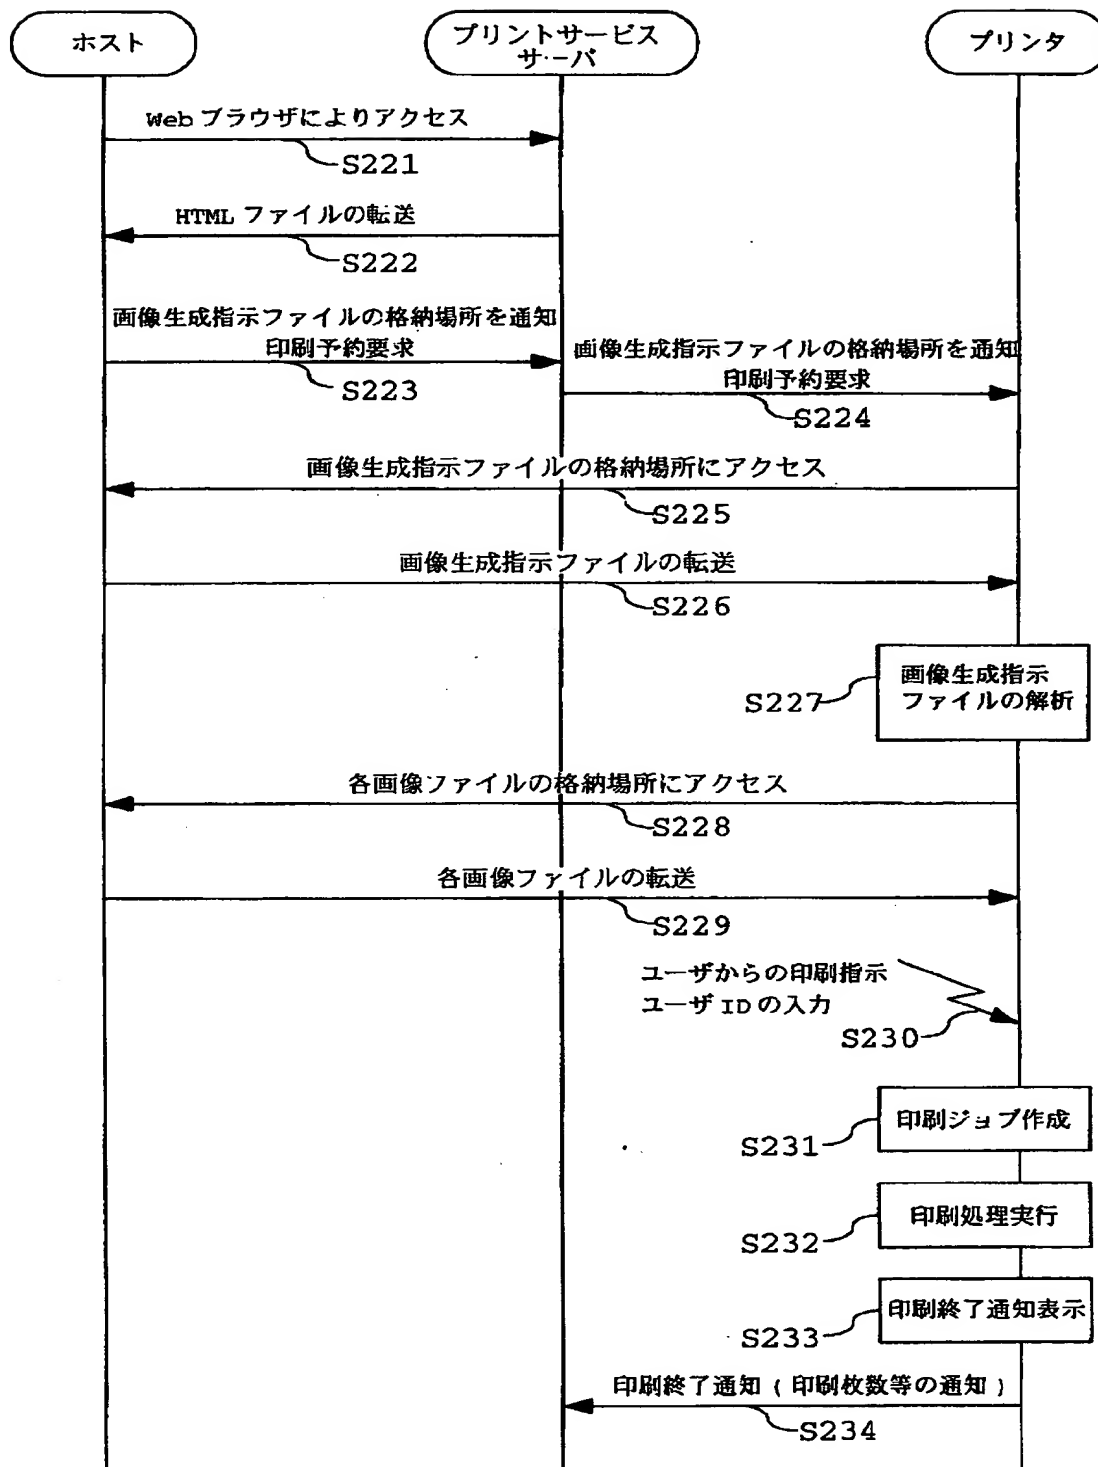 ホスト
プリントサービス
サーバ
プリンタ
Web ブラウザによりアクセス
S221
HTML ファイルの転送
S222
画像生成指示ファイルの格納場所を通知
印刷予約要求
S223
画像生成指示ファイルの格納場所を通知
印刷予約要求
S224
画像生成指示ファイルの格納場所にアクセス
S225
画像生成指示ファイルの転送
S226
画像生成指示
ファイルの解析
S227
各画像ファイルの格納場所にアクセス
S228
各画像ファイルの転送
S229
ユーザからの印刷指示
ユーザ ID の入力
S230
印刷ジョブ作成
S231
印刷処理実行
S232
印刷終了通知表示
S233
印刷終了通知 ( 印刷枚数等の通知 )
S234